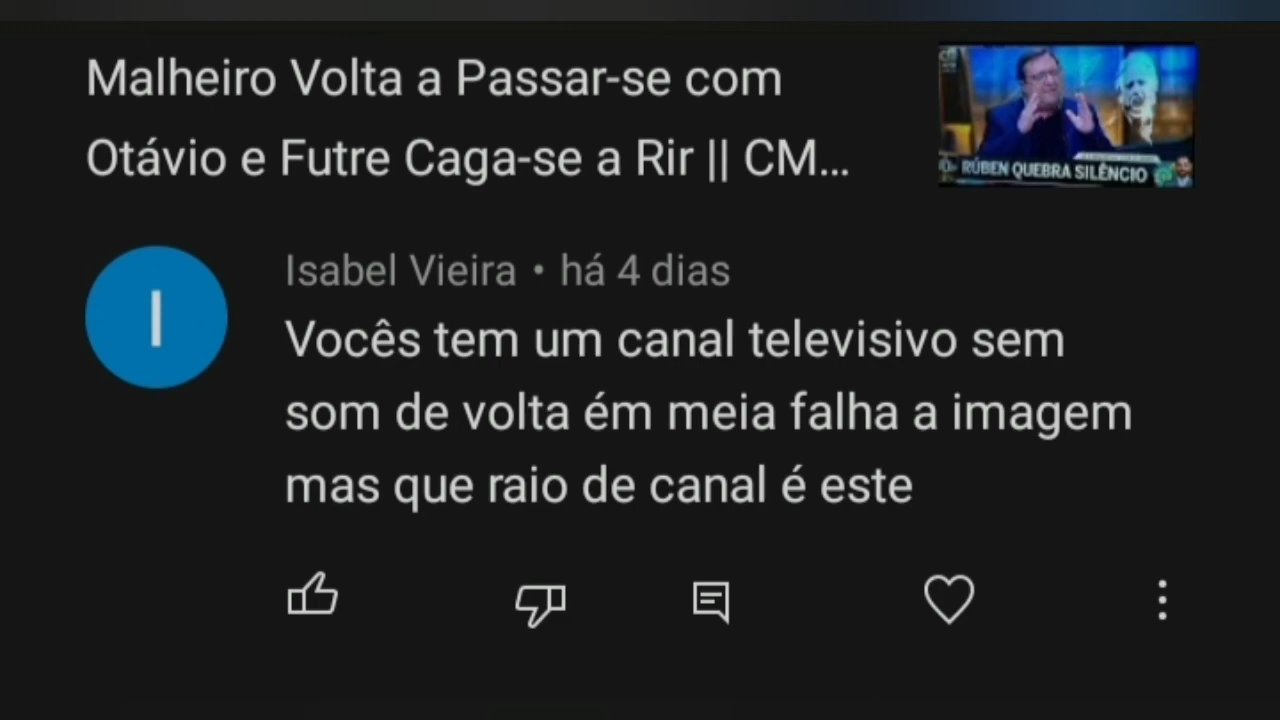 Malheiro Volta a Passar-se com
Otávio e Futre Caga-se a Rir || CM...
RÚBEN QUEBRA SILÊNCIO
I
Isabel Vieira • há 4 dias
Vocês tem um canal televisivo sem
som de volta ém meia falha a imagem
mas que raio de canal é este